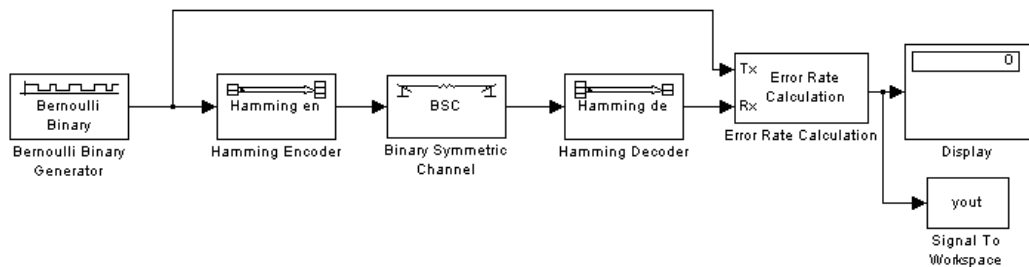 Bernoulli
Binary
Bernoulli Binary
Generator
Hamming en
Hamming Encoder
BSC
Binary Symmetric
Channel
Hamming de
Hamming Decoder
Tx
Rx
Error Rate
Calculation
Error Rate Calculation
0
Display
yout
Signal To
Workspace